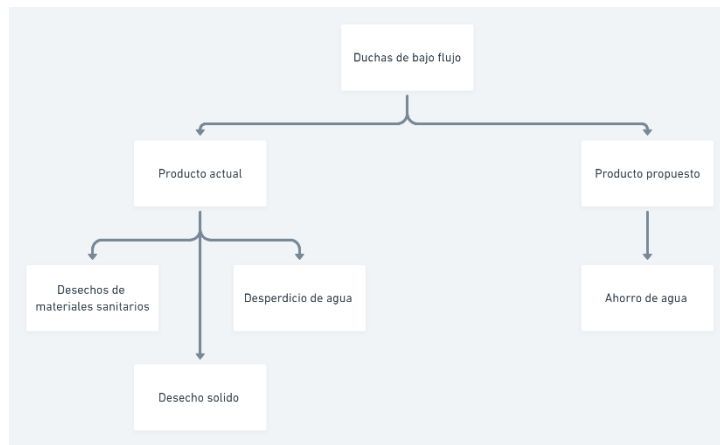 Duchas de bajo flujo
Producto actual
Producto propuesto
Desechos de
materiales sanitarios
Desperdicio de agua
Ahorro de agua
Desecho solido